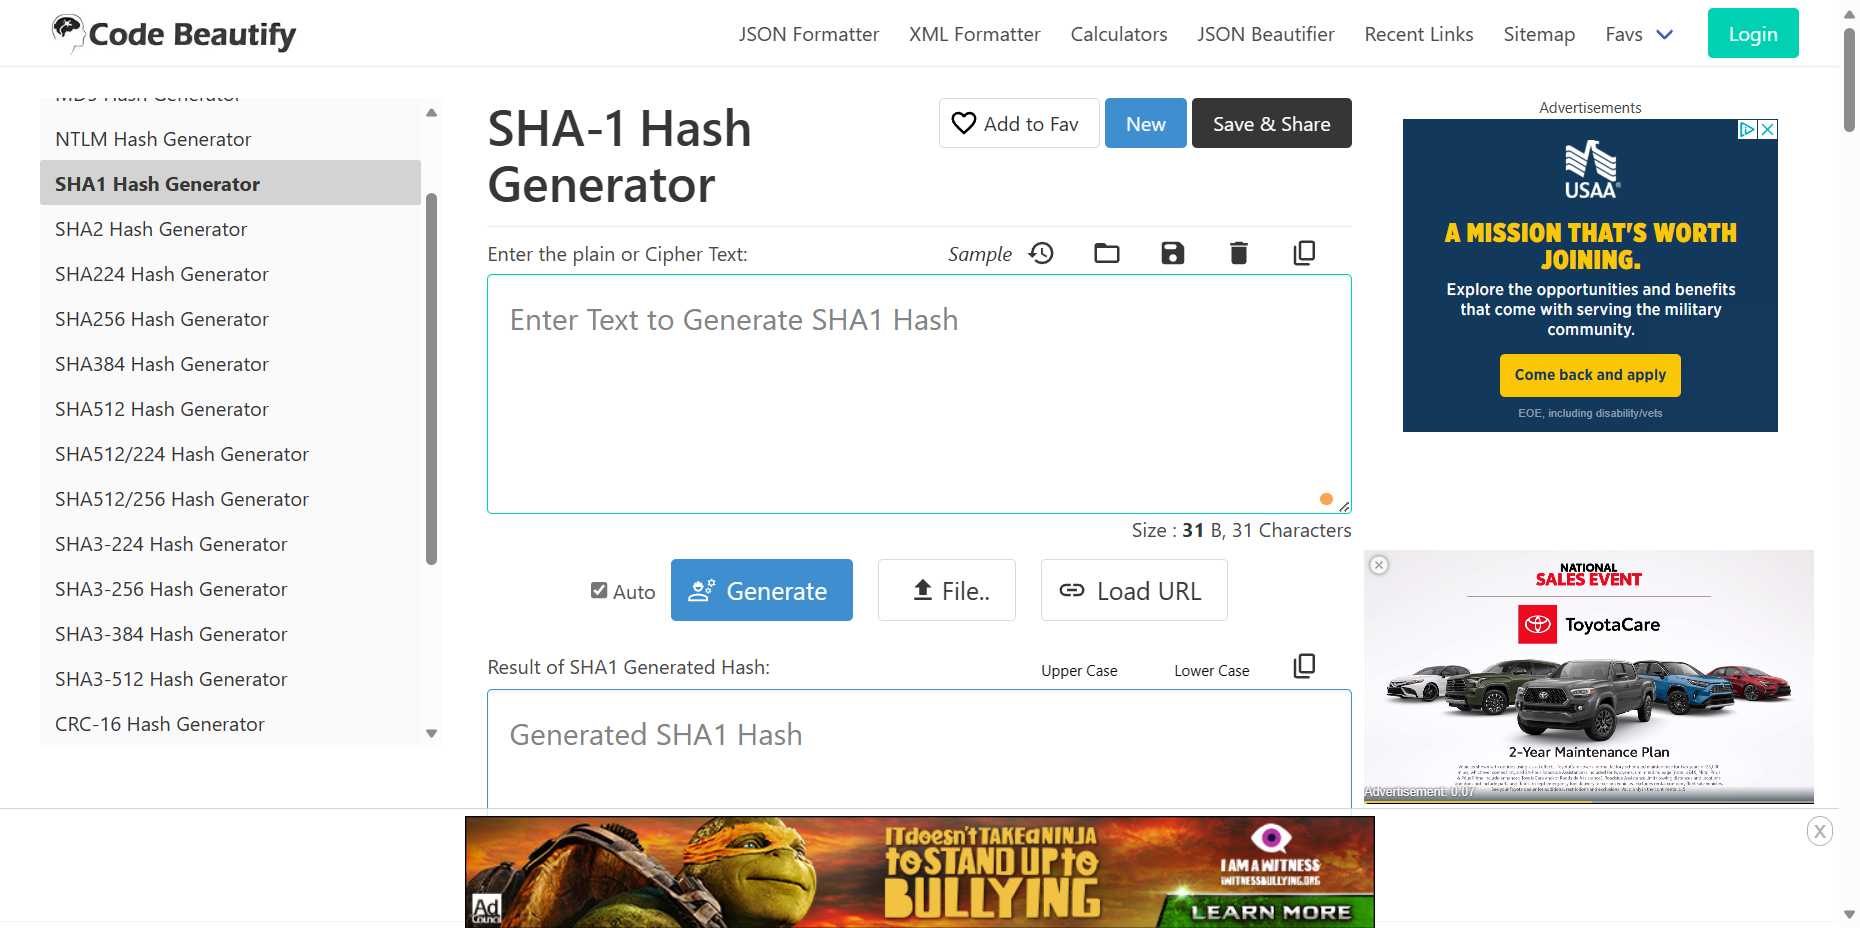 Code Beautify
JSON Formatter
XML Formatter
Calculators
JSON Beautifier
Recent Links
Sitemap
Favs
Login
MD5 Hash Generator
NTLM Hash Generator
SHA1 Hash Generator
SHA2 Hash Generator
SHA224 Hash Generator
SHA256 Hash Generator
SHA384 Hash Generator
SHA512 Hash Generator
SHA512/224 Hash Generator
SHA512/256 Hash Generator
SHA3-224 Hash Generator
SHA3-256 Hash Generator
SHA3-384 Hash Generator
SHA3-512 Hash Generator
CRC-16 Hash Generator
SHA-1 Hash
Generator
Add to Fav
New
Save & Share
Enter the plain or Cipher Text:
Sample
Enter Text to Generate SHA1 Hash
Size : 31 B, 31 Characters
Auto
Generate
File..
Load URL
Result of SHA1 Generated Hash:
Upper Case
Lower Case
Generated SHA1 Hash
Advertisements
USAA
A MISSION THAT'S WORTH
JOINING.
Explore the opportunities and benefits
that come with serving the military
community.
Come back and apply
EOE, including disability/vets
NATIONAL
SALES EVENT
ToyotaCare
2-Year Maintenance Plan
Advertisement: 0:07
IT doesn't TAKE a NINJA
to STAND UP to
BULLYING
I AM A WITNESS
IWITNESSBULLYING.ORG
LEARN MORE
Ad
Council
X